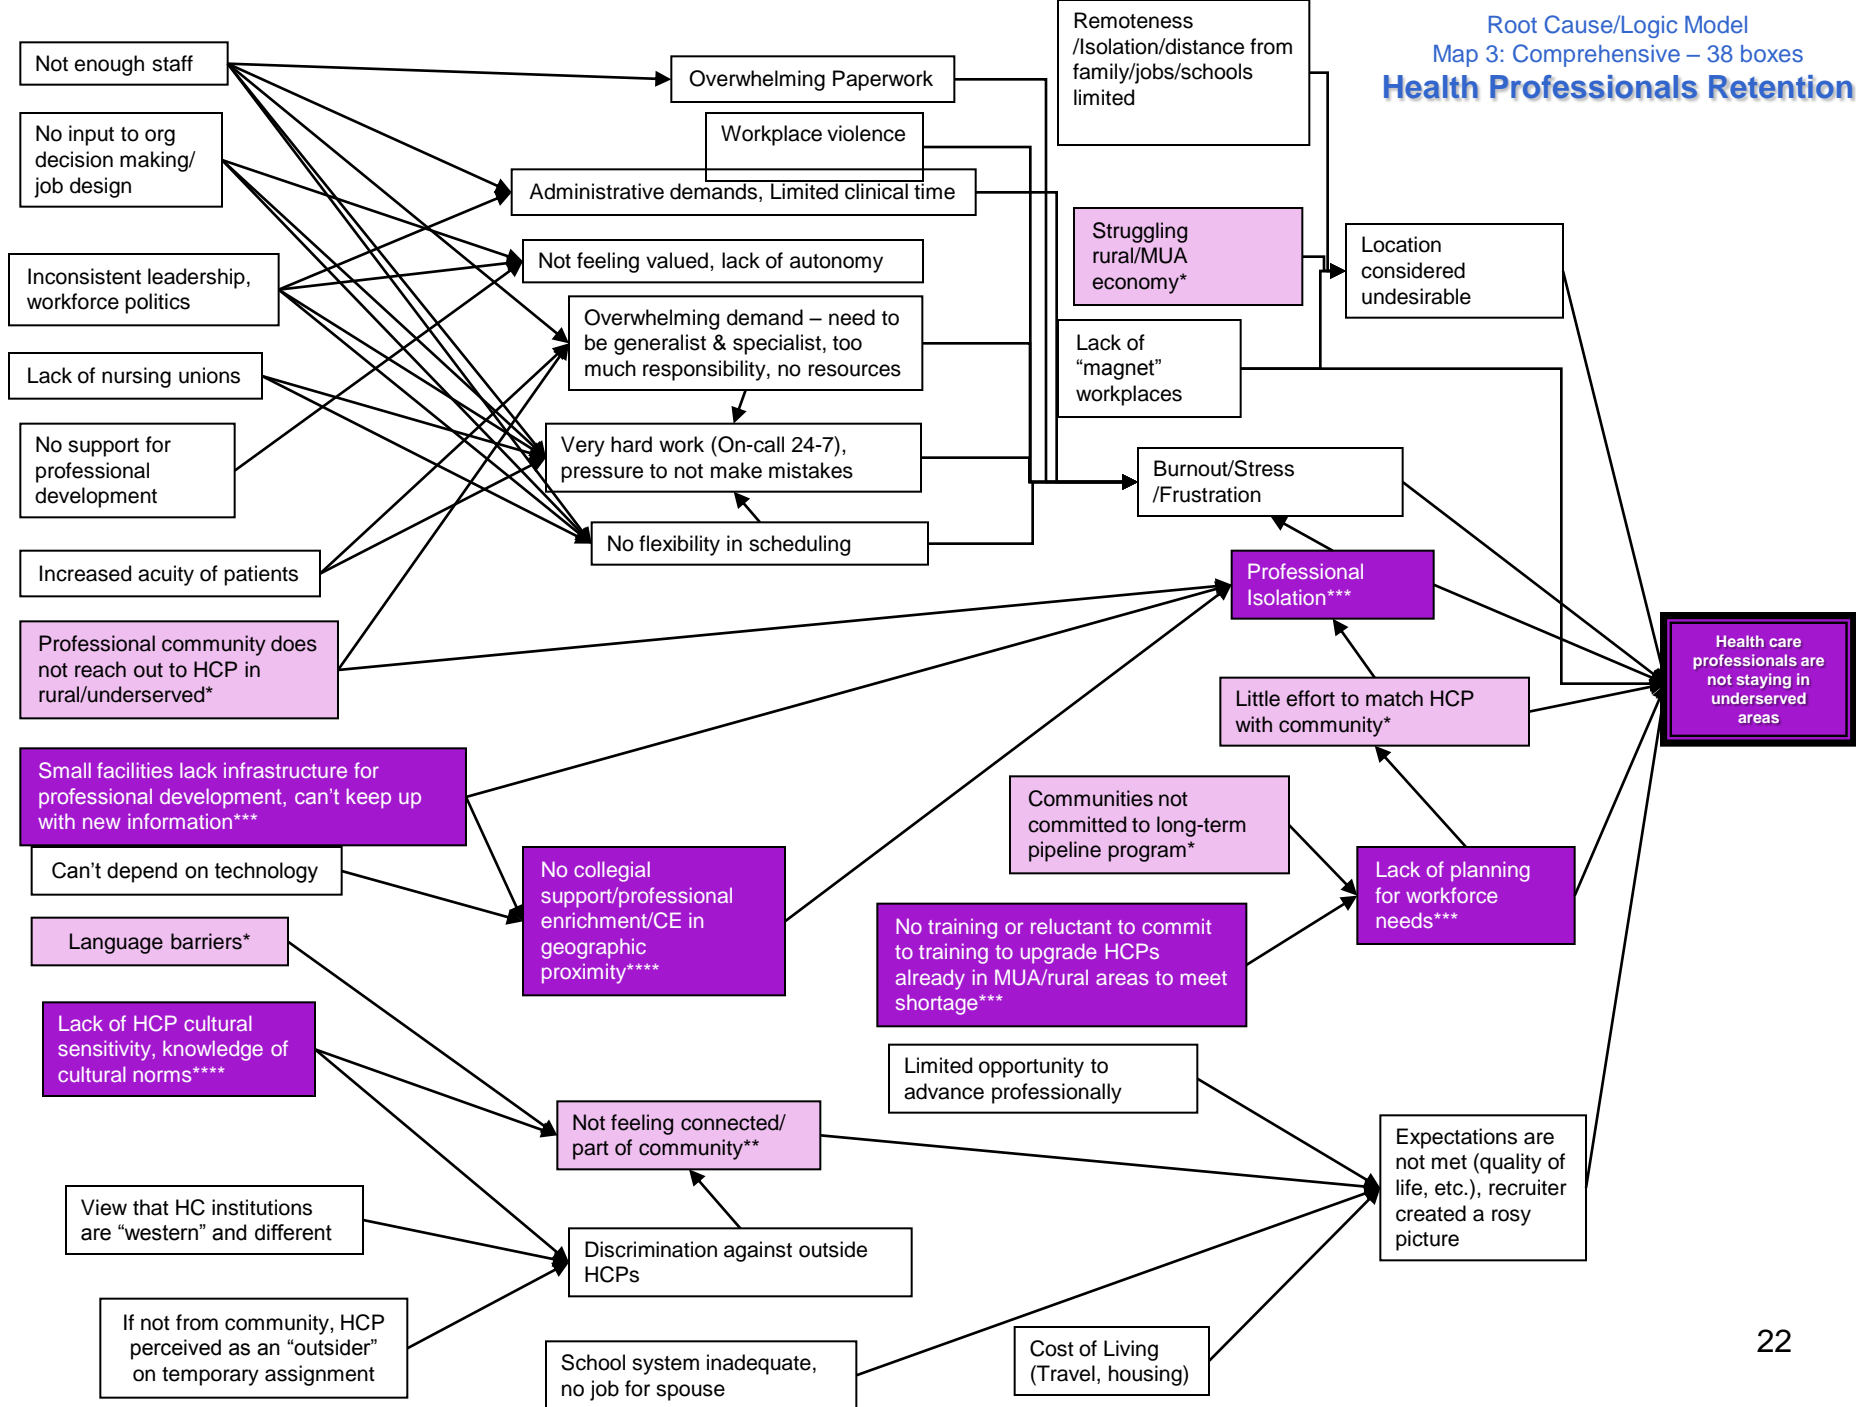 Root Cause/Logic Model
Map 3: Comprehensive – 38 boxes
Health Professionals Retention
Not enough staff
No input to org
decision making/
job design
Inconsistent leadership,
workforce politics
Lack of nursing unions
No support for
professional
development
Increased acuity of patients
Professional community does
not reach out to HCP in
rural/underserved*
Small facilities lack infrastructure for
professional development, can't keep up
with new information***
Can't depend on technology
Language barriers*
Lack of HCP cultural
sensitivity, knowledge of
cultural norms****
View that HC institutions
are “western” and different
If not from community, HCP
perceived as an “outsider”
on temporary assignment
Overwhelming Paperwork
Workplace violence
Administrative demands, Limited clinical time
Not feeling valued, lack of autonomy
Overwhelming demand – need to
be generalist & specialist, too
much responsibility, no resources
Very hard work (On-call 24-7),
pressure to not make mistakes
No flexibility in scheduling
No collegial
support/professional
enrichment/CE in
geographic
proximity****
Not feeling connected/
part of community**
Discrimination against outside
HCPs
School system inadequate,
no job for spouse
Remoteness
/Isolation/distance from
family/jobs/schools
limited
Struggling
rural/MUA
economy*
Lack of
“magnet”
workplaces
Location
considered
undesirable
Burnout/Stress
/Frustration
Professional
Isolation***
Little effort to match HCP
with community*
Communities not
committed to long-term
pipeline program*
Lack of planning
for workforce
needs***
No training or reluctant to commit
to training to upgrade HCPs
already in MUA/rural areas to meet
shortage***
Limited opportunity to
advance professionally
Expectations are
not met (quality of
life, etc.), recruiter
created a rosy
picture
Cost of Living
(Travel, housing)
Health care
professionals are
not staying in
underserved
areas
22